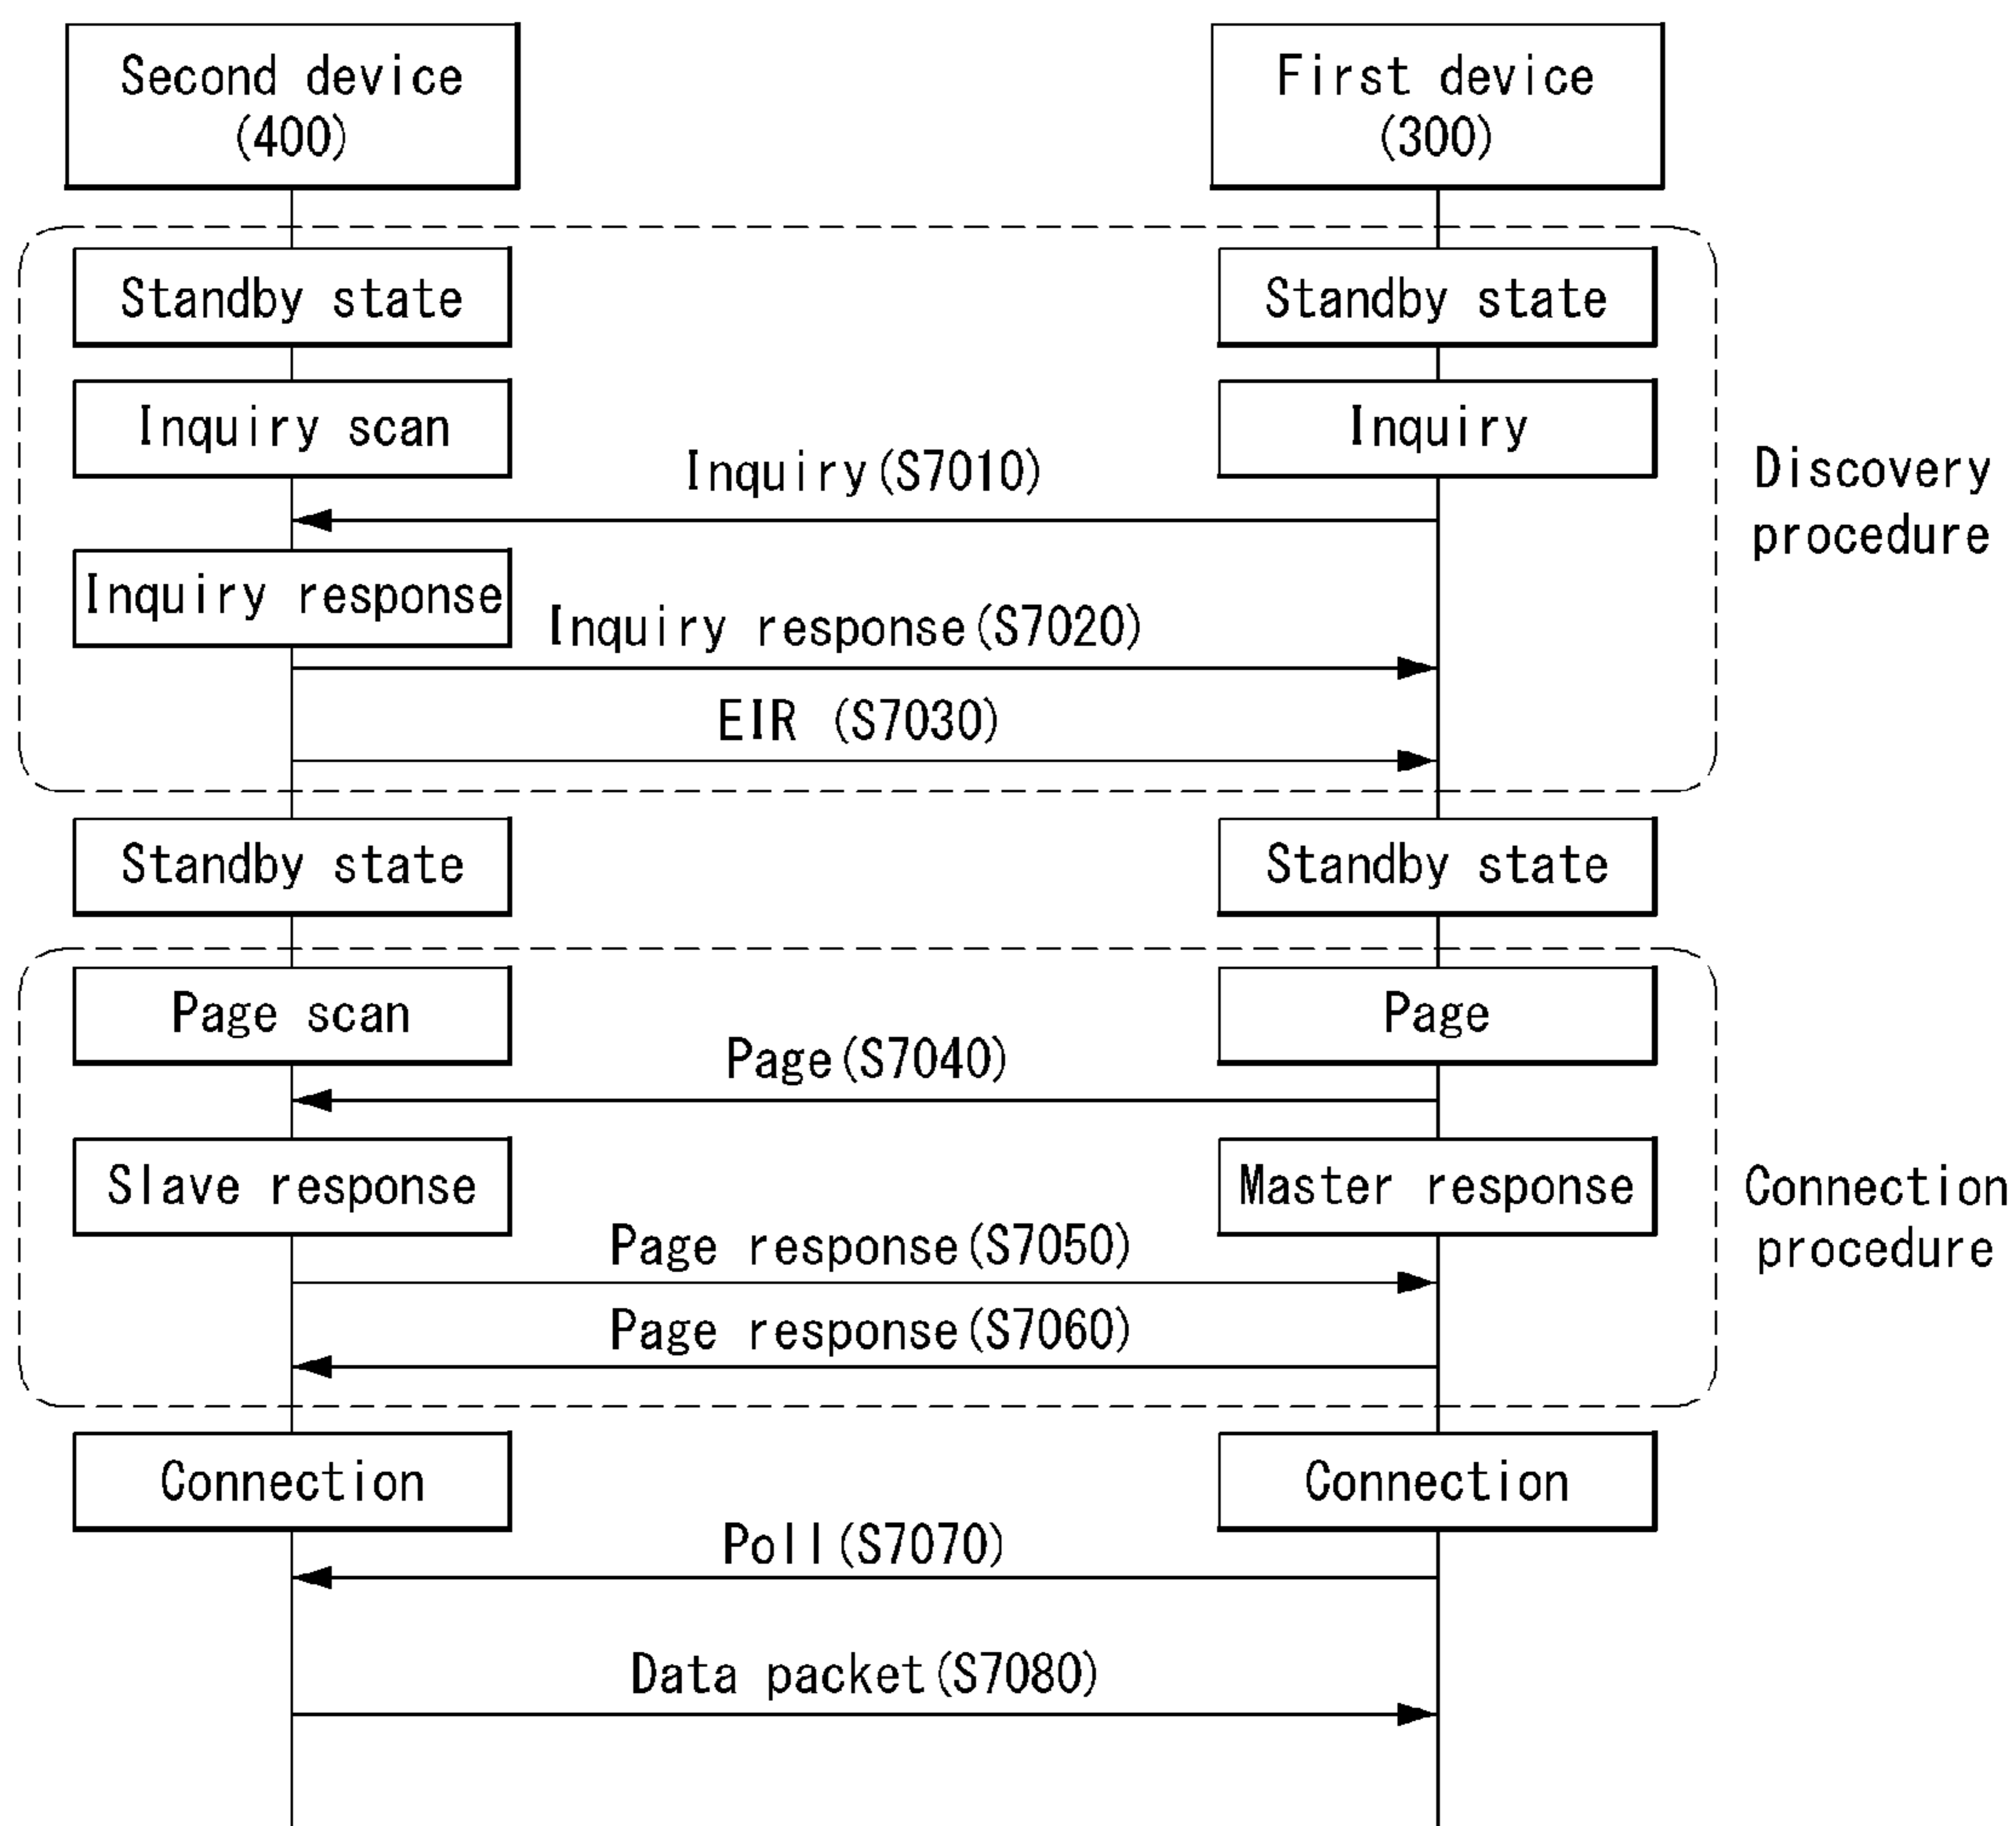 Second device
(400)
First device
(300)
Standby state
Standby state
Inquiry scan
Inquiry
Inquiry(S7010)
Discovery
procedure
Inquiry response
Inquiry response(S7020)
EIR (S7030)
Standby state
Standby state
Page scan
Page
Page(S7040)
Slave response
Master response
Connection
procedure
Page response(S7050)
Page response(S7060)
Connection
Connection
Poll(S7070)
Data packet(S7080)